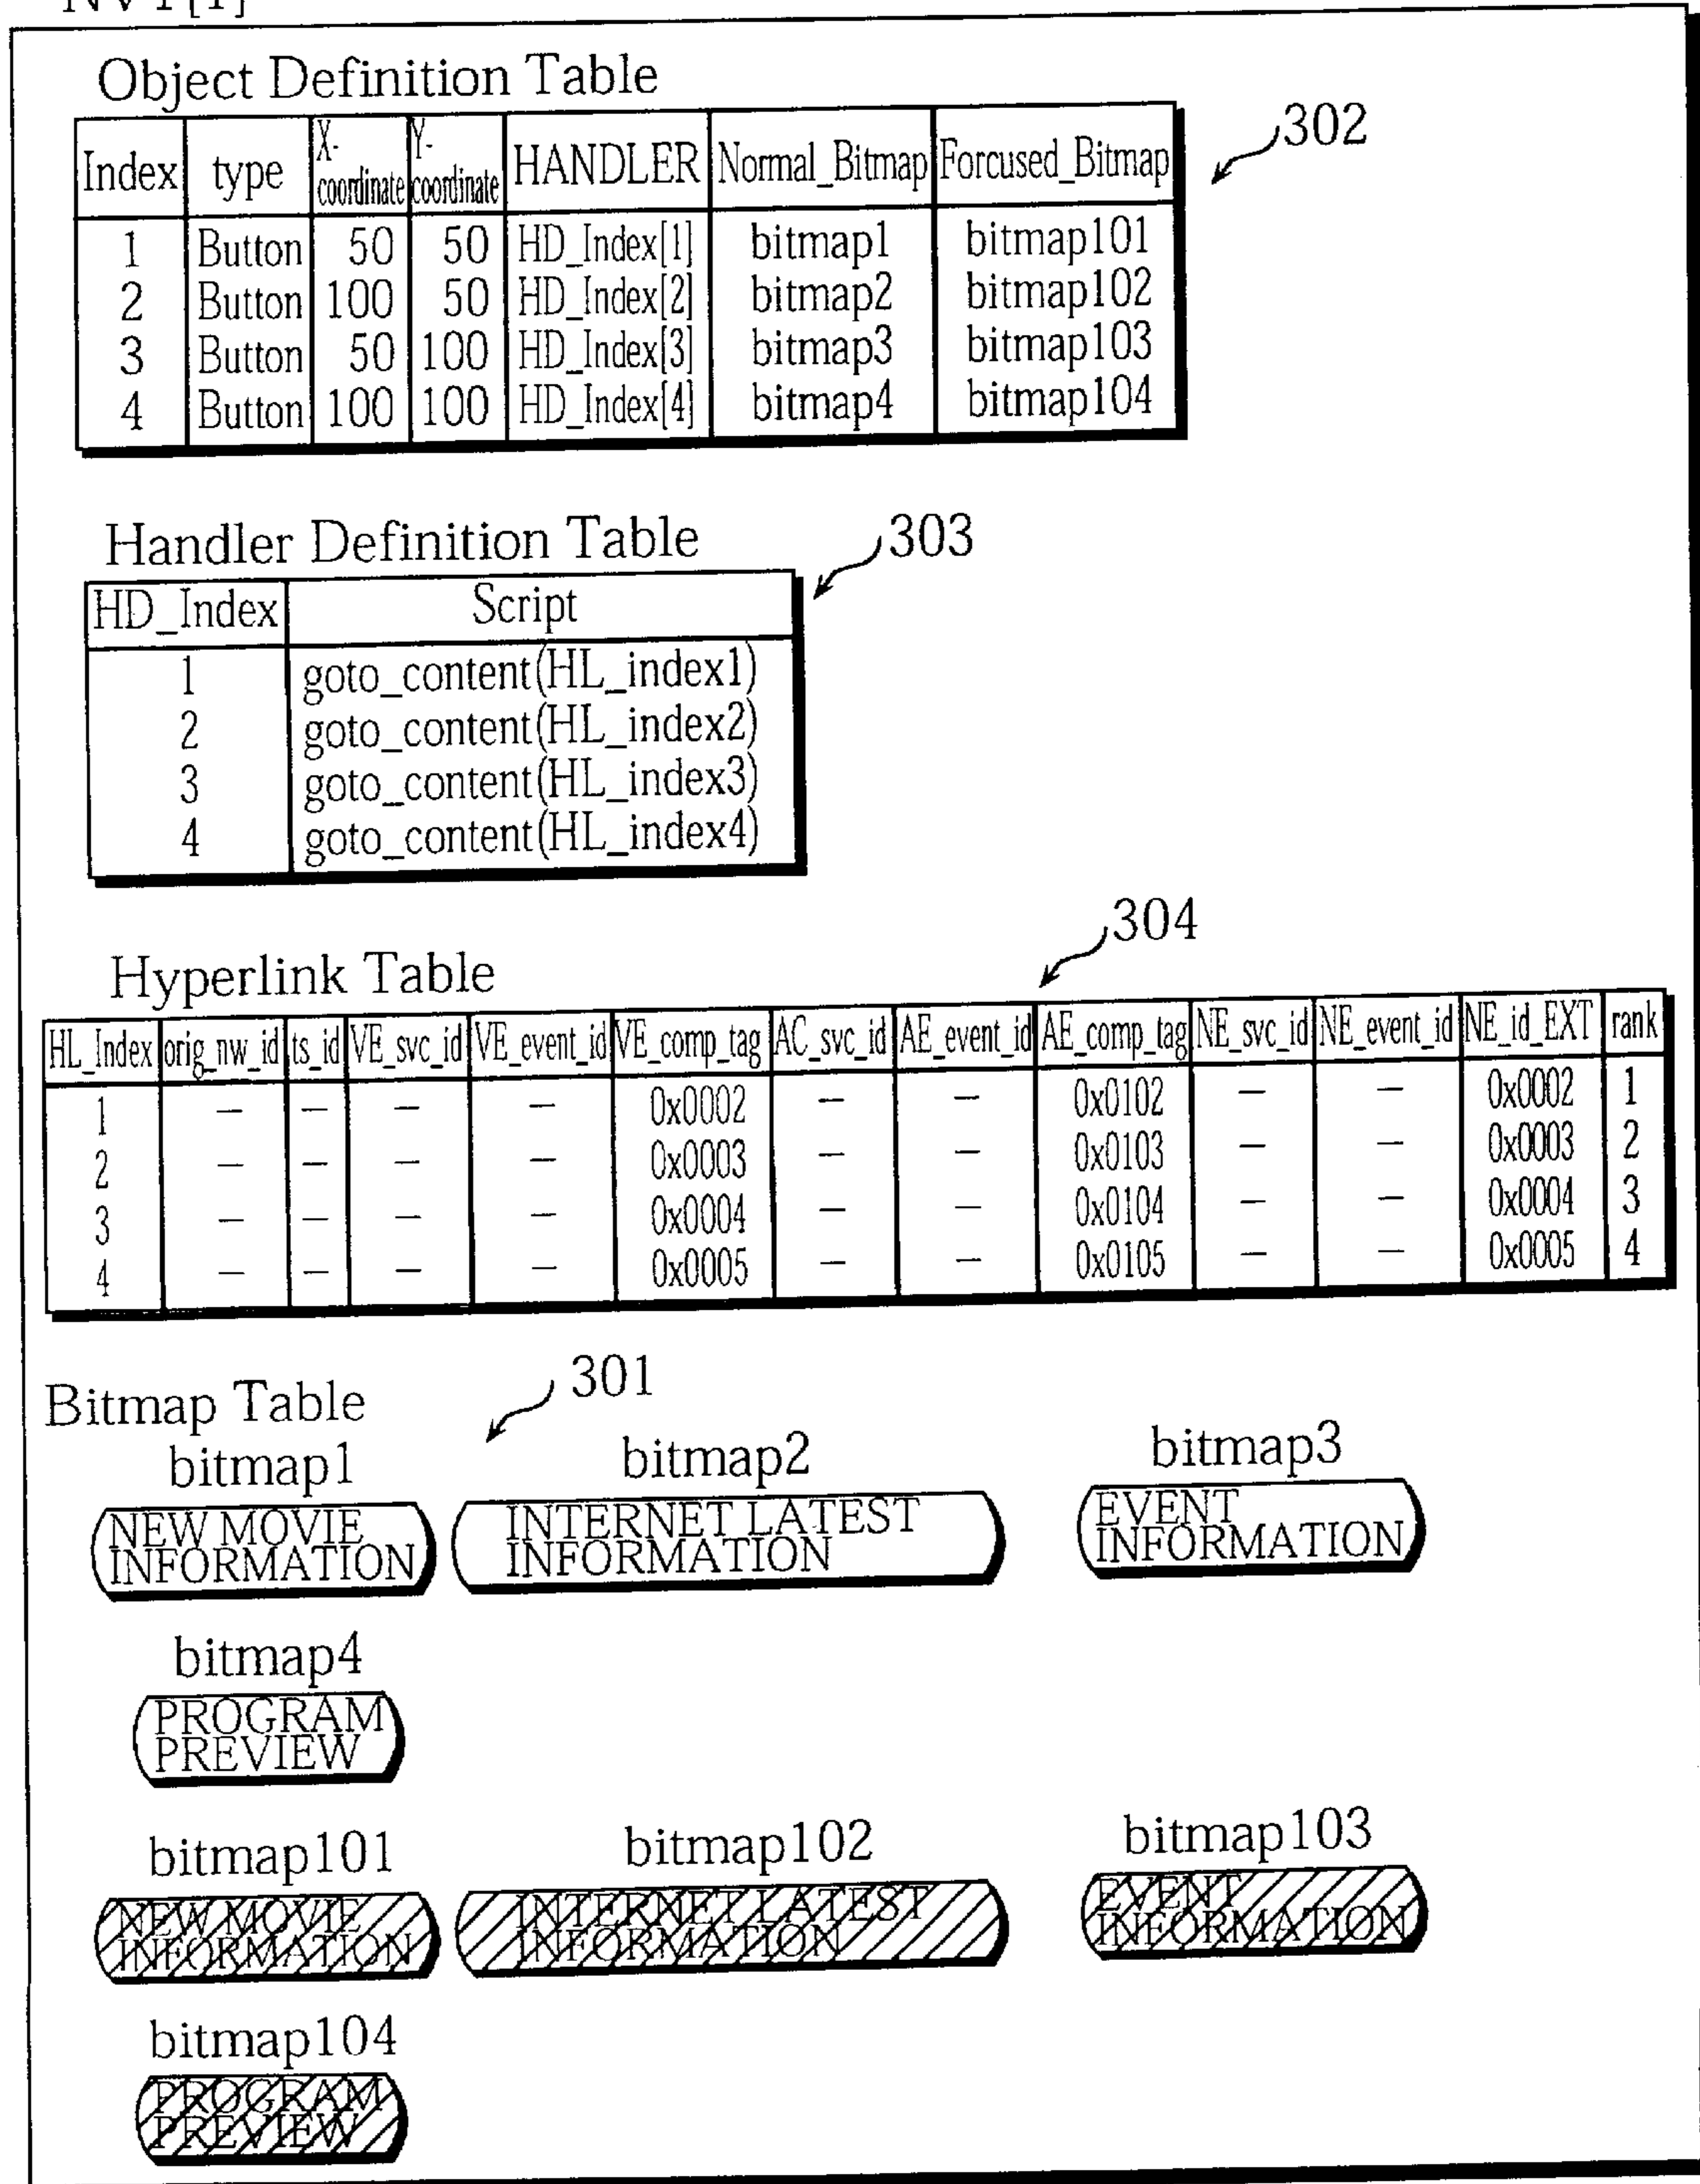 Object Definition Table
302
Index type X-coordinate Y-coordinate HANDLER Normal_Bitmap Forcused_Bitmap
1 Button 50 50 HD_Index[1] bitmap1 bitmap101
2 Button 100 50 HD_Index[2] bitmap2 bitmap102
3 Button 50 100 HD_Index[3] bitmap3 bitmap103
4 Button 100 100 HD_Index[4] bitmap4 bitmap104
Handler Definition Table
303
HD_Index Script
1 goto_content(HL_index1)
2 goto_content(HL_index2)
3 goto_content(HL_index3)
4 goto_content(HL_index4)
304
Hyperlink Table
HL_Index orig_nw_id ts_id VE_svc_id VE_event_id VE_comp_tag AC_svc_id AE_event_id AE_comp_tag NE_svc_id NE_event_id NE_id_EXT rank
1 – – – – 0x0002 – – 0x0102 – – 0x0002 1
2 – – – – 0x0003 – – 0x0103 – – 0x0003 2
3 – – – – 0x0004 – – 0x0104 – – 0x0004 3
4 – – – – 0x0005 – – 0x0105 – – 0x0005 4
Bitmap Table
301
bitmap1 bitmap2 bitmap3
NEW MOVIE
INFORMATION
INTERNET LATEST
INFORMATION
EVENT
INFORMATION
bitmap4
PROGRAM
PREVIEW
bitmap101 bitmap102 bitmap103
NEW MOVIE
INFORMATION
INTERNET LATEST
INFORMATION
EVENT
INFORMATION
bitmap104
PROGRAM
PREVIEW